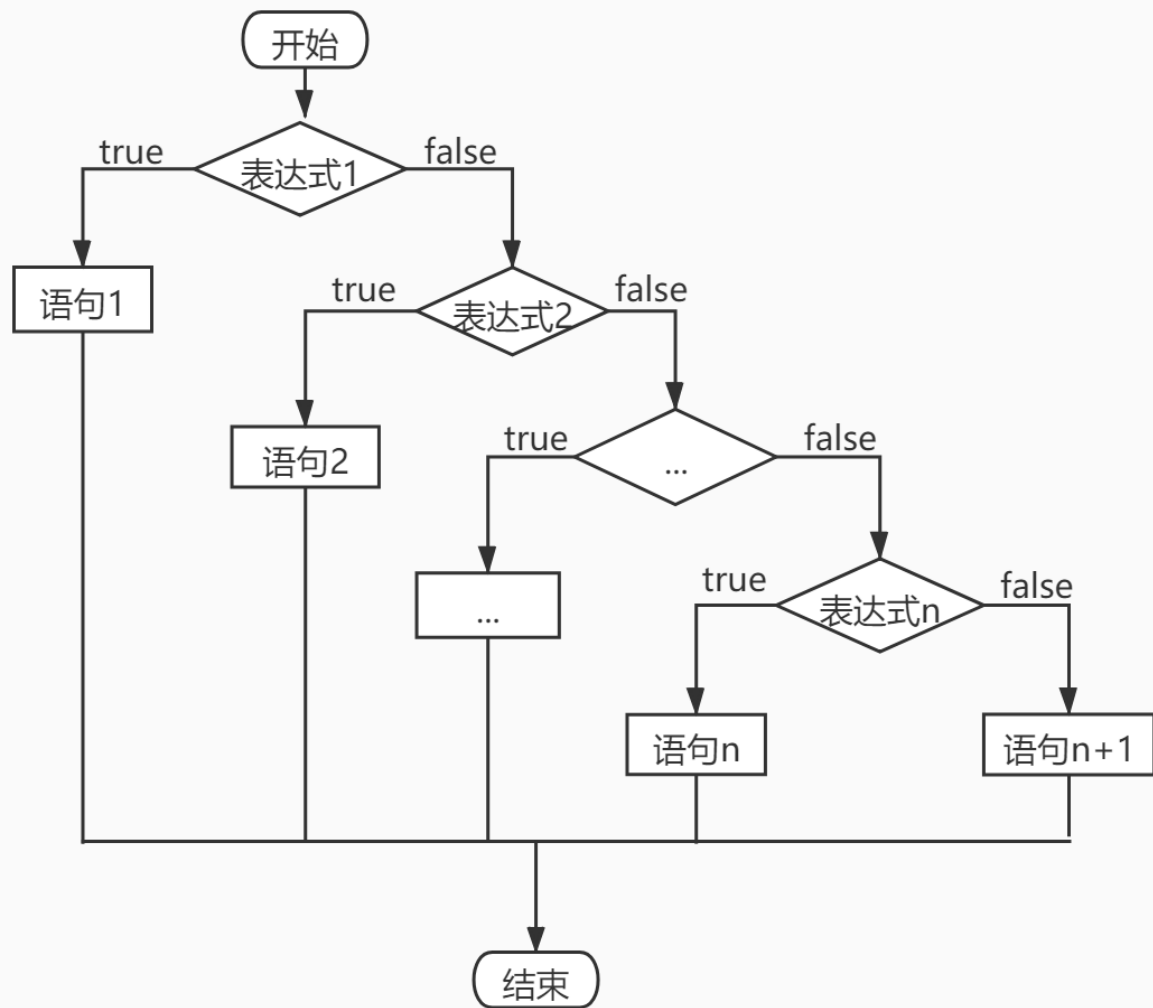 开始
true
false
表达式1
语句1
true
false
表达式2
语句2
true
false
...
...
true
false
表达式n
语句n
语句n+1
结束